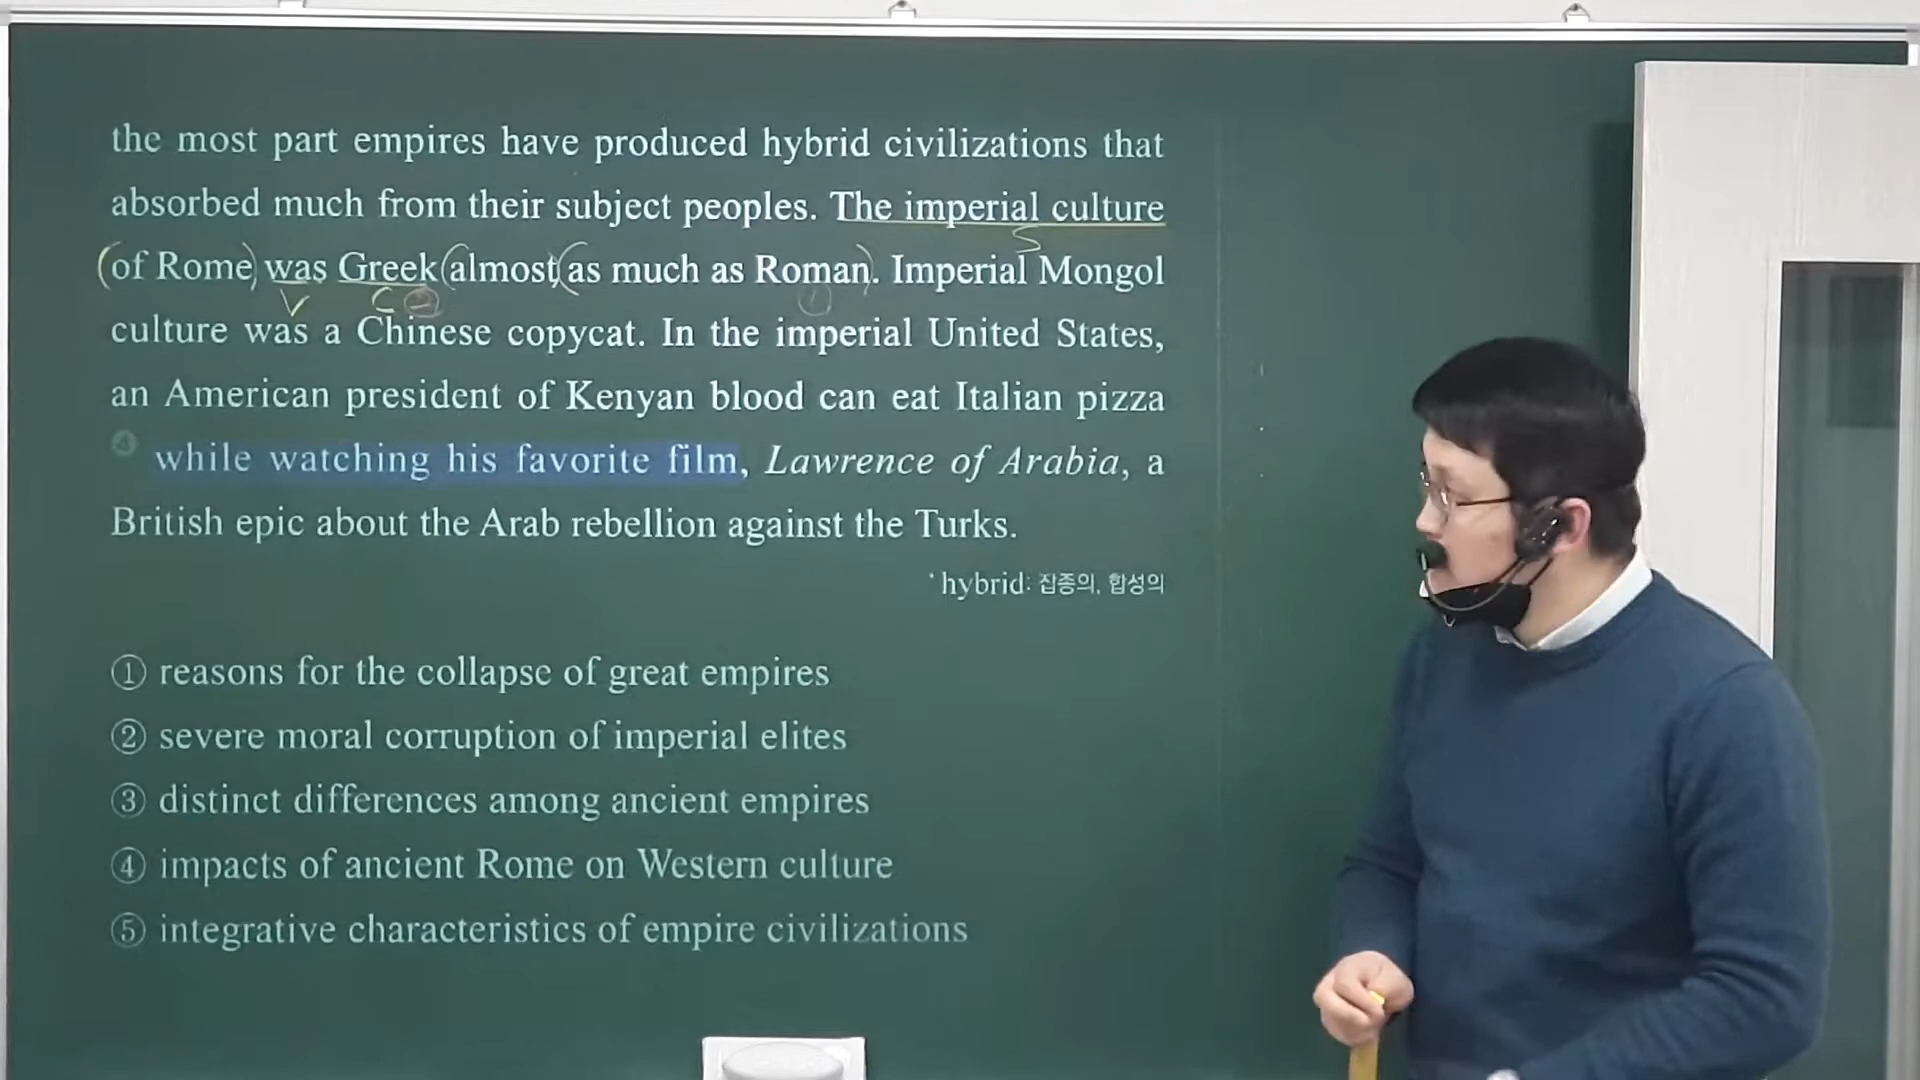 the most part empires have produced hybrid civilizations that
absorbed much from their subject peoples. The imperial culture
(of Rome) was Greek (almost) (as much as Roman). Imperial Mongol
culture was a Chinese copycat. In the imperial United States,
an American president of Kenyan blood can eat Italian pizza
④ while watching his favorite film, Lawrence of Arabia, a
British epic about the Arab rebellion against the Turks.
* hybrid: 집종의, 합성의
① reasons for the collapse of great empires
② severe moral corruption of imperial elites
③ distinct differences among ancient empires
④ impacts of ancient Rome on Western culture
⑤ integrative characteristics of empire civilizations